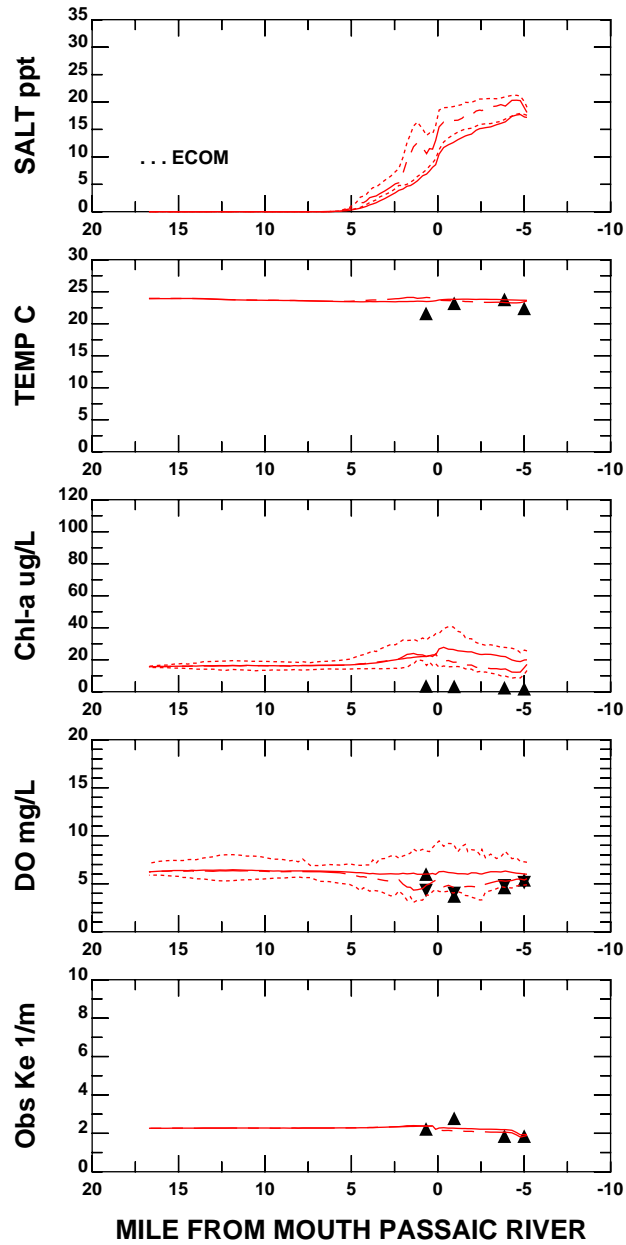 SALT ppt
35
30
25
20
15
10
5
0
. . . ECOM
20 15 10 5 0 -5 -10
TEMP C
30
25
20
15
10
5
0
20 15 10 5 0 -5 -10
Chl-a ug/L
120
100
80
60
40
20
0
20 15 10 5 0 -5 -10
DO mg/L
20
15
10
5
0
20 15 10 5 0 -5 -10
Obs Ke 1/m
10
8
6
4
2
0
20 15 10 5 0 -5 -10
MILE FROM MOUTH PASSAIC RIVER